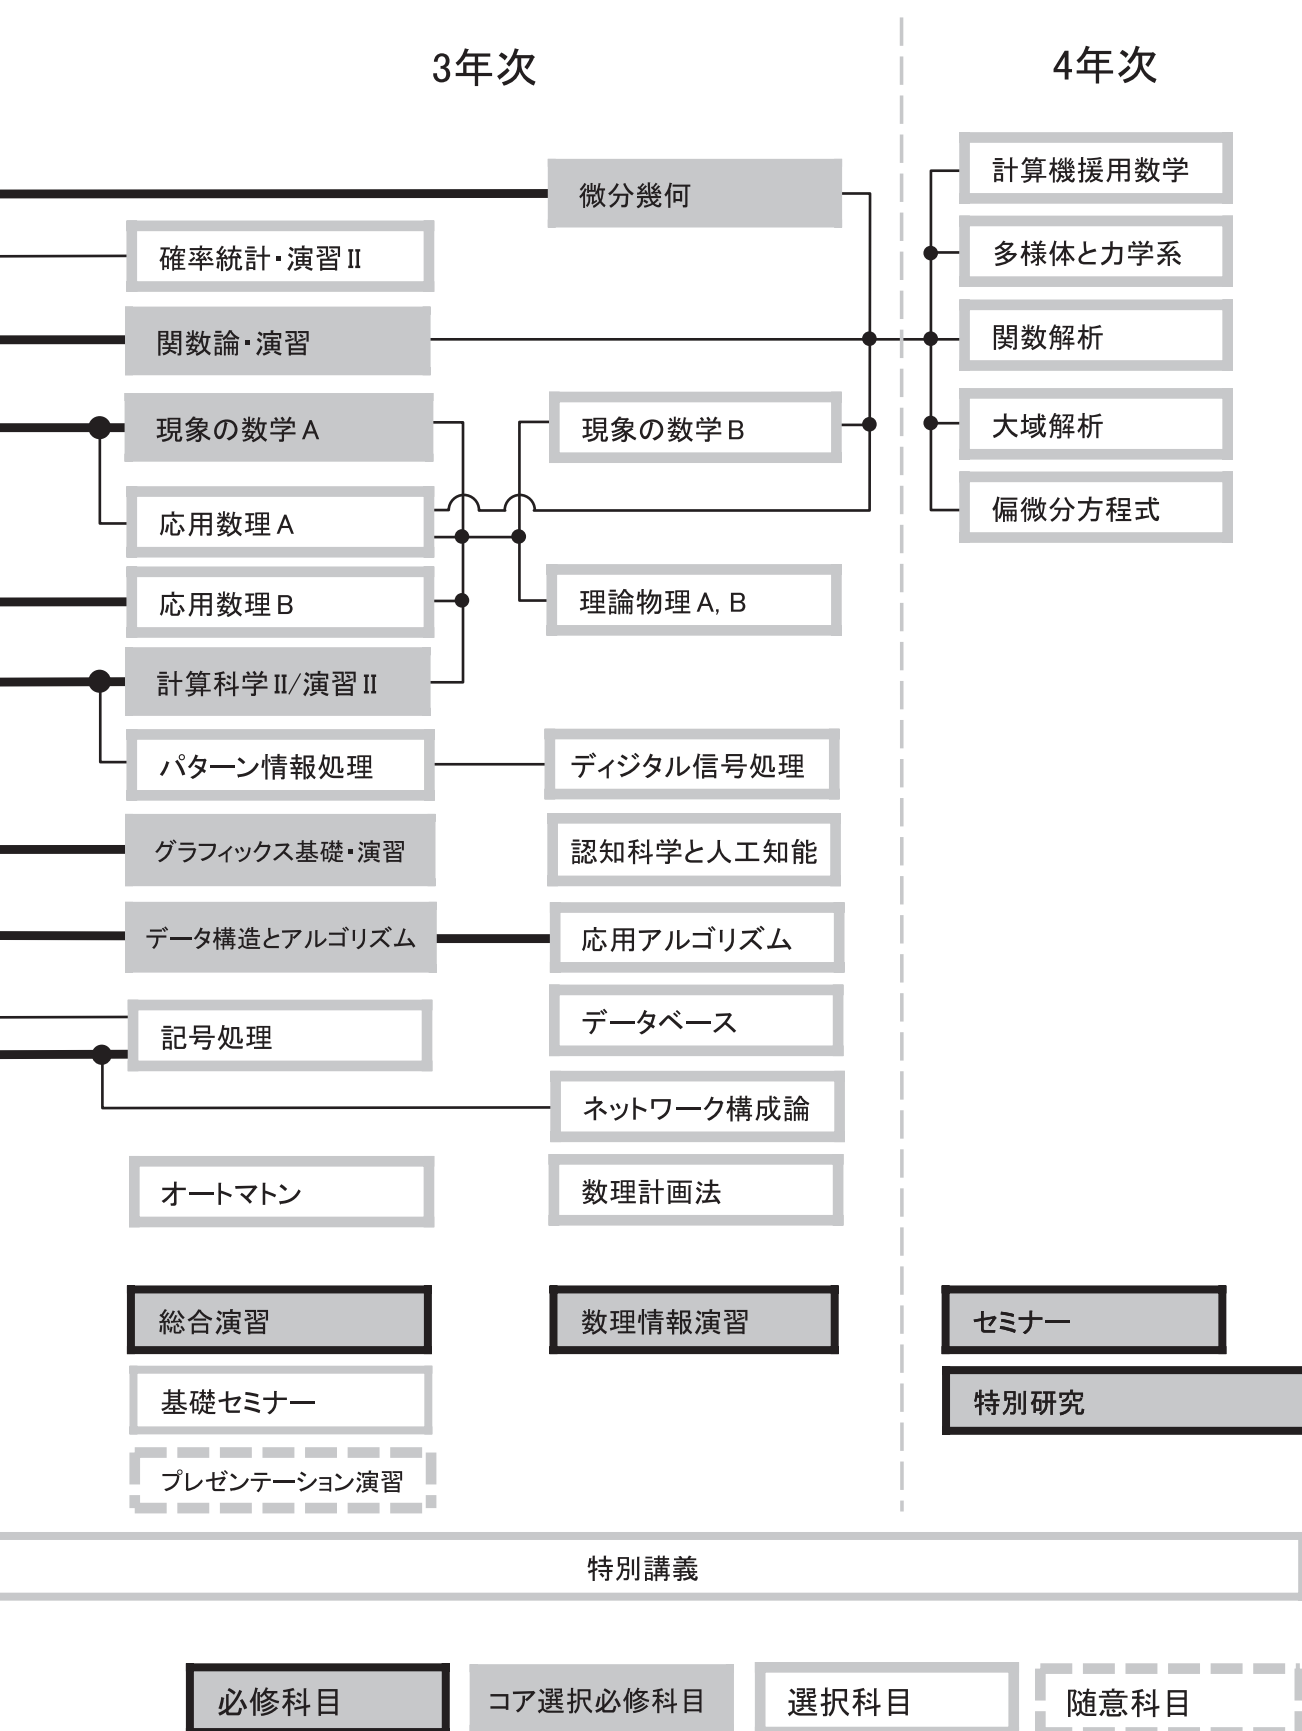 3年次
4年次
微分幾何
確率統計・演習 II
関数論・演習
現象の数学 A
現象の数学 B
応用数理 A
応用数理 B
理論物理 A, B
計算科学 II/演習 II
パターン情報処理
ディジタル信号処理
グラフィックス基礎・演習
認知科学と人工知能
データ構造とアルゴリズム
応用アルゴリズム
データベース
記号処理
ネットワーク構成論
オートマトン
数理計画法
計算機援用数学
多様体と力学系
関数解析
大域解析
偏微分方程式
総合演習
数理情報演習
セミナー
基礎セミナー
特別研究
プレゼンテーション演習
特別講義
必修科目
コア選択必修科目
選択科目
随意科目